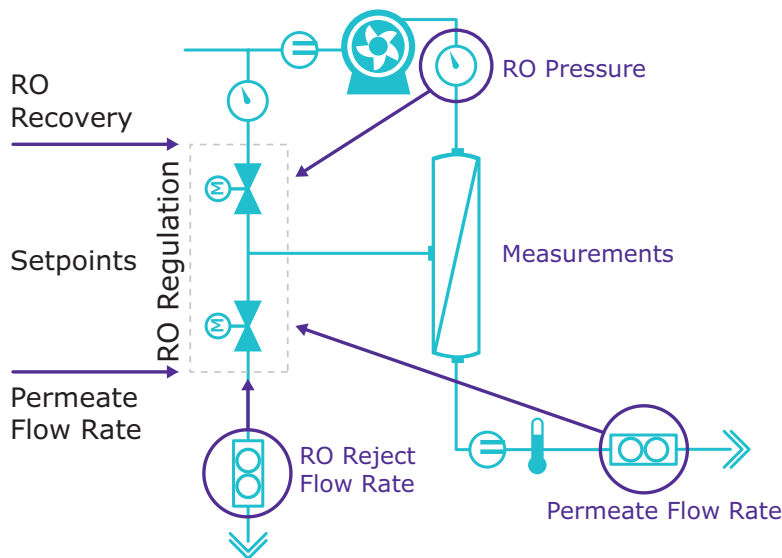 RO Pressure
RO
Recovery
M
RO Regulation
Setpoints
Measurements
M
Permeate
Flow Rate
RO Reject
Flow Rate
Permeate Flow Rate